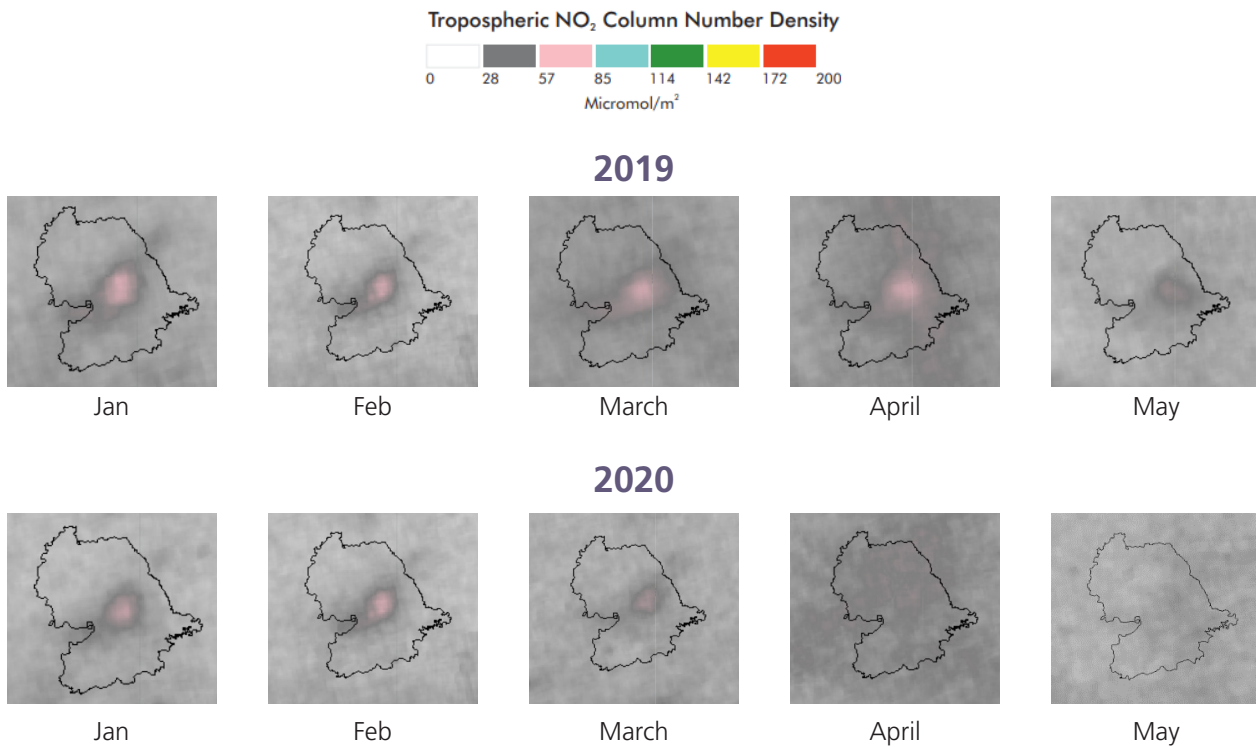 Tropospheric NO₂ Column Number Density
0 28 57 85 114 142 172 200
Micromol/m²
2019
Jan Feb March April May
2020
Jan Feb March April May